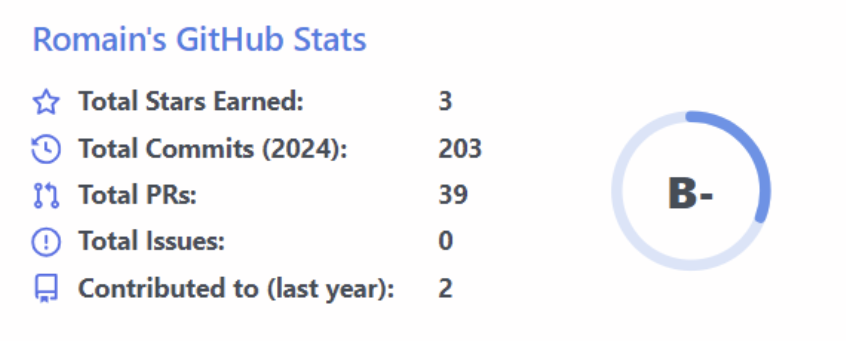 Romain's GitHub Stats
Total Stars Earned: 3
Total Commits (2024): 203
Total PRs: 39
Total Issues: 0
Contributed to (last year): 2
B-